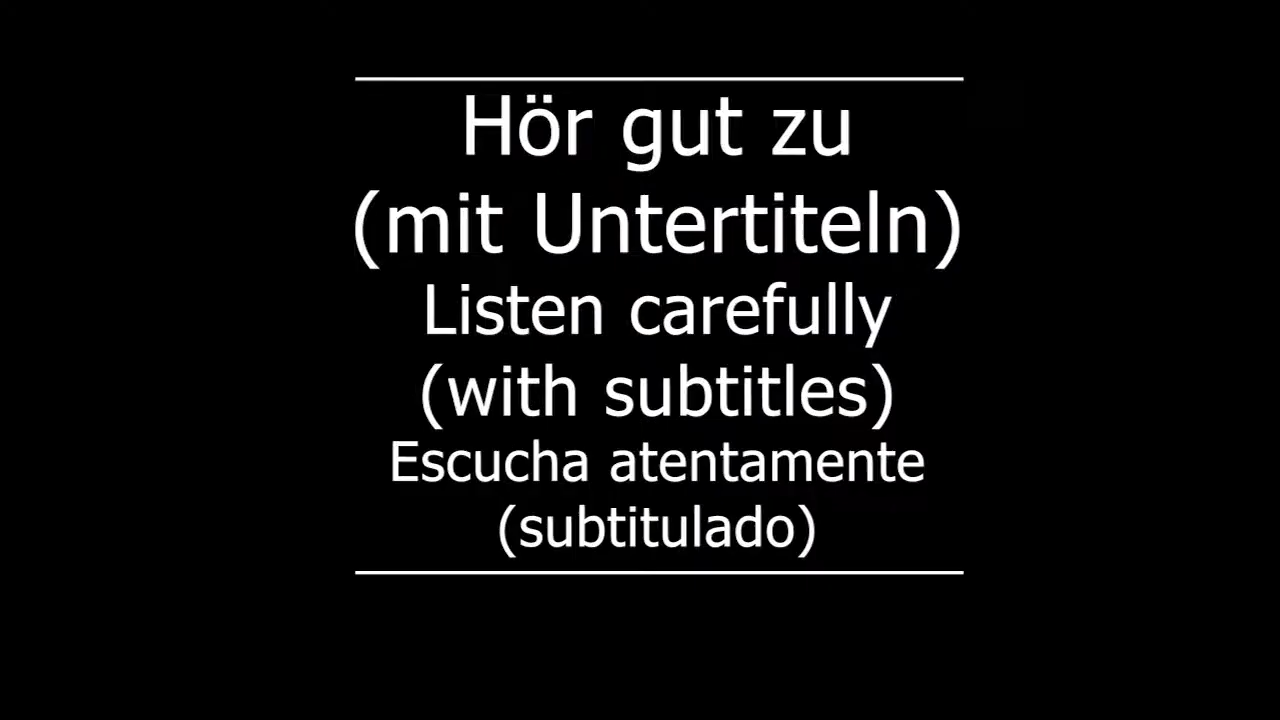 Hör gut zu
(mit Untertiteln)
Listen carefully
(with subtitles)
Escucha atentamente
(subtitulado)